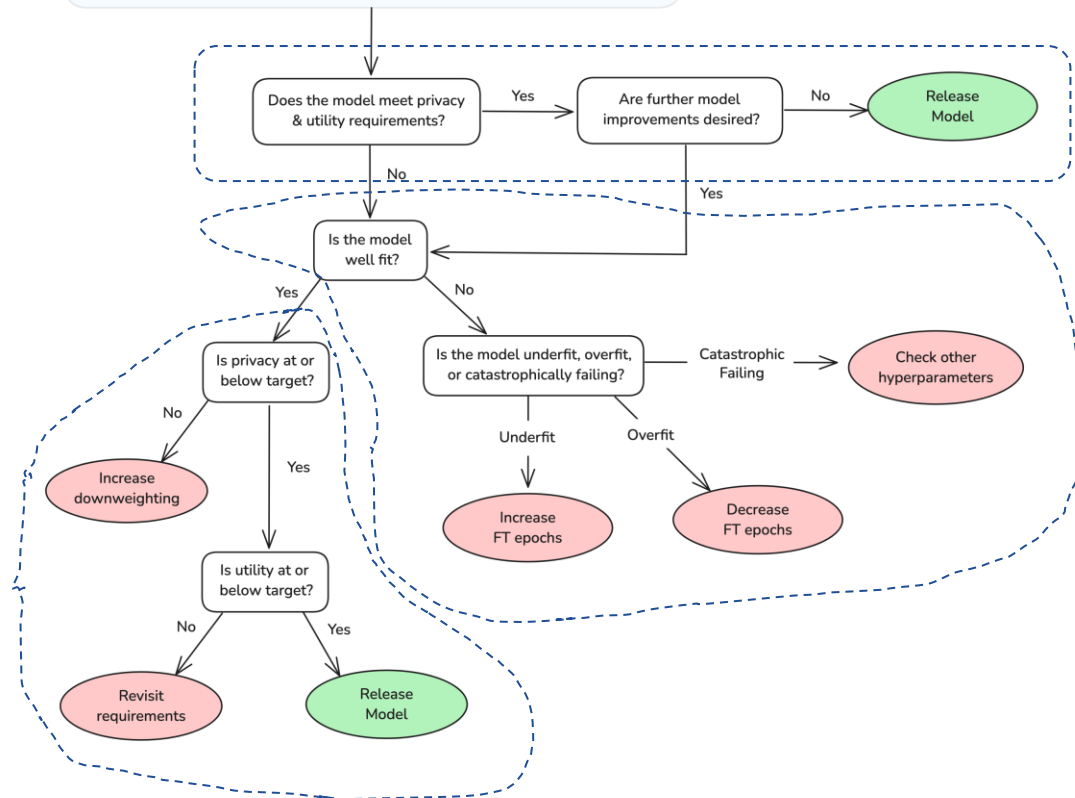 Does the model meet privacy
& utility requirements?
Yes
Are further model
improvements desired?
No
Release
Model
No
Yes
Is the model
well fit?
Yes
No
Is privacy at or
below target?
Is the model underfit, overfit,
or catastrophically failing?
Catastrophic
Failing
Check other
hyperparameters
No
Underfit
Overfit
Yes
Increase
downweighting
Increase
FT epochs
Decrease
FT epochs
Is utility at or
below target?
No
Yes
Revisit
requirements
Release
Model